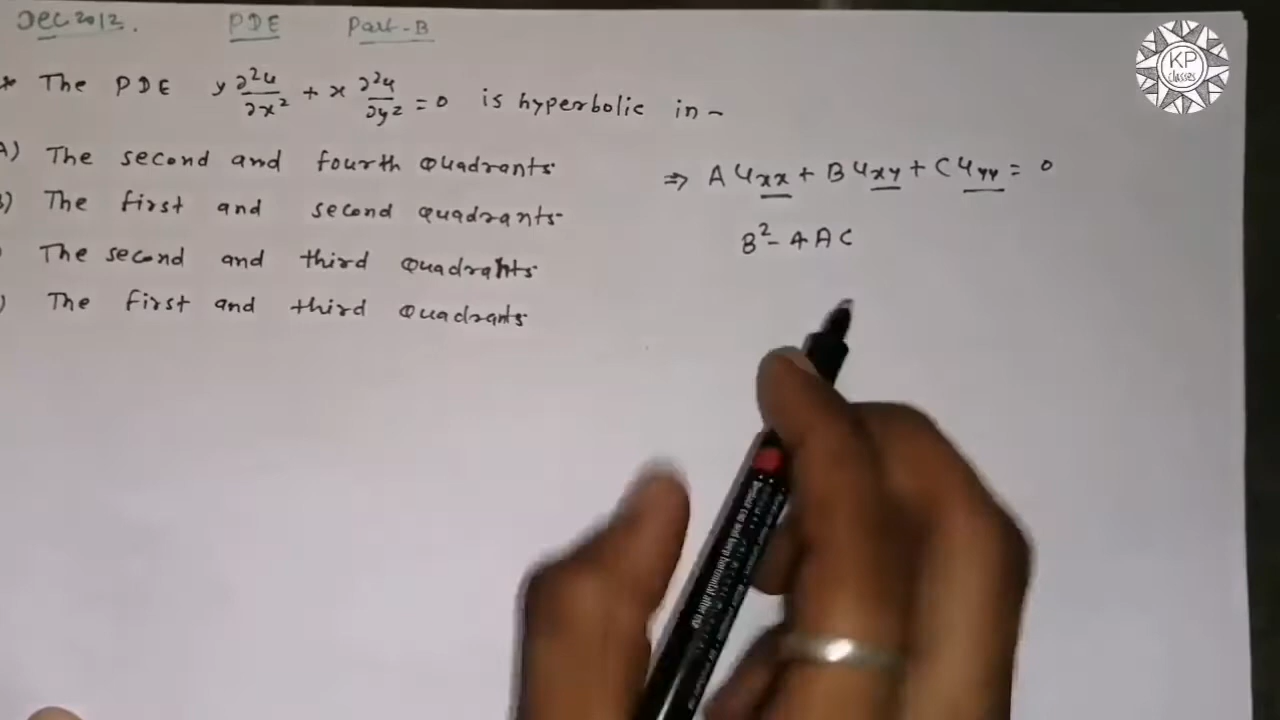 Dec 2012. PDE Part-B
* The PDE y ∂²u/∂x² + x ∂²u/∂y² = 0 is hyperbolic in -
A) The second and fourth Quadrants
B) The first and second quadrants
The second and third Quadrants
) The First and third Quadrants
⇒ A uxx + B uxy + C uyy = 0
B² - 4AC
KP
classes